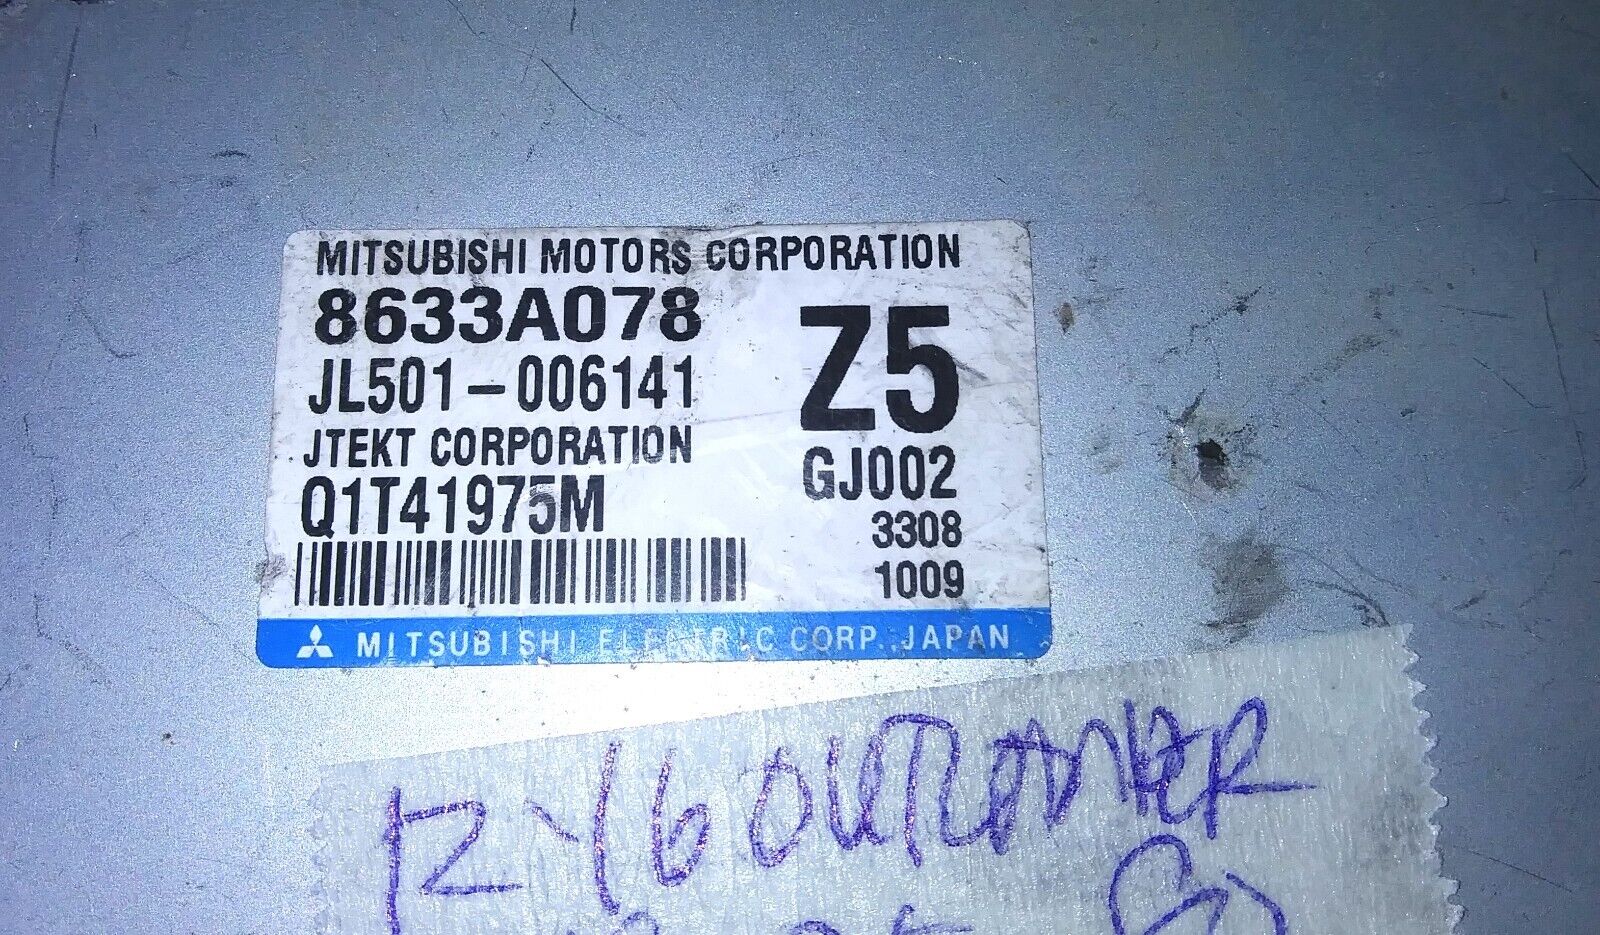 MITSUBISHI MOTORS CORPORATION
8633A078
Z5
JL501-006141
JTEKT CORPORATION
GJ002
Q1T41975M
3308
1009
MITSUBISHI ELECTRIC CORP. JAPAN
12-16 OUTLANDER